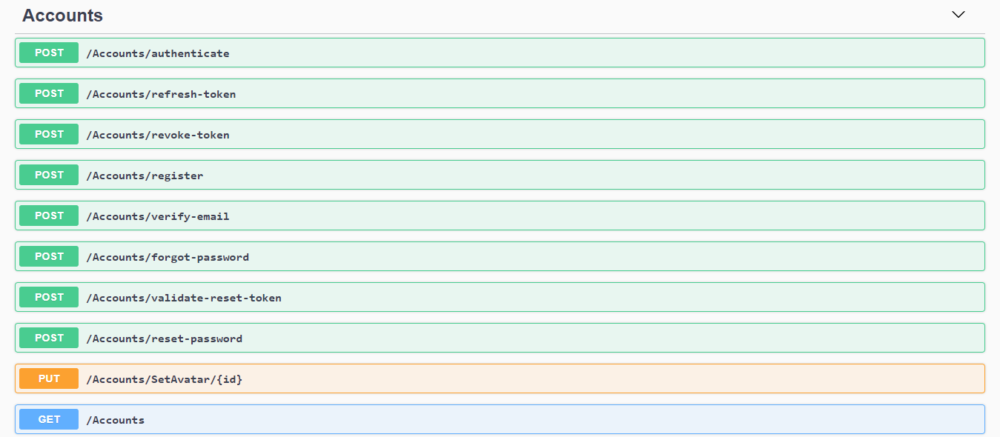 Accounts
POST /Accounts/authenticate
POST /Accounts/refresh-token
POST /Accounts/revoke-token
POST /Accounts/register
POST /Accounts/verify-email
POST /Accounts/forgot-password
POST /Accounts/validate-reset-token
POST /Accounts/reset-password
PUT /Accounts/SetAvatar/{id}
GET /Accounts